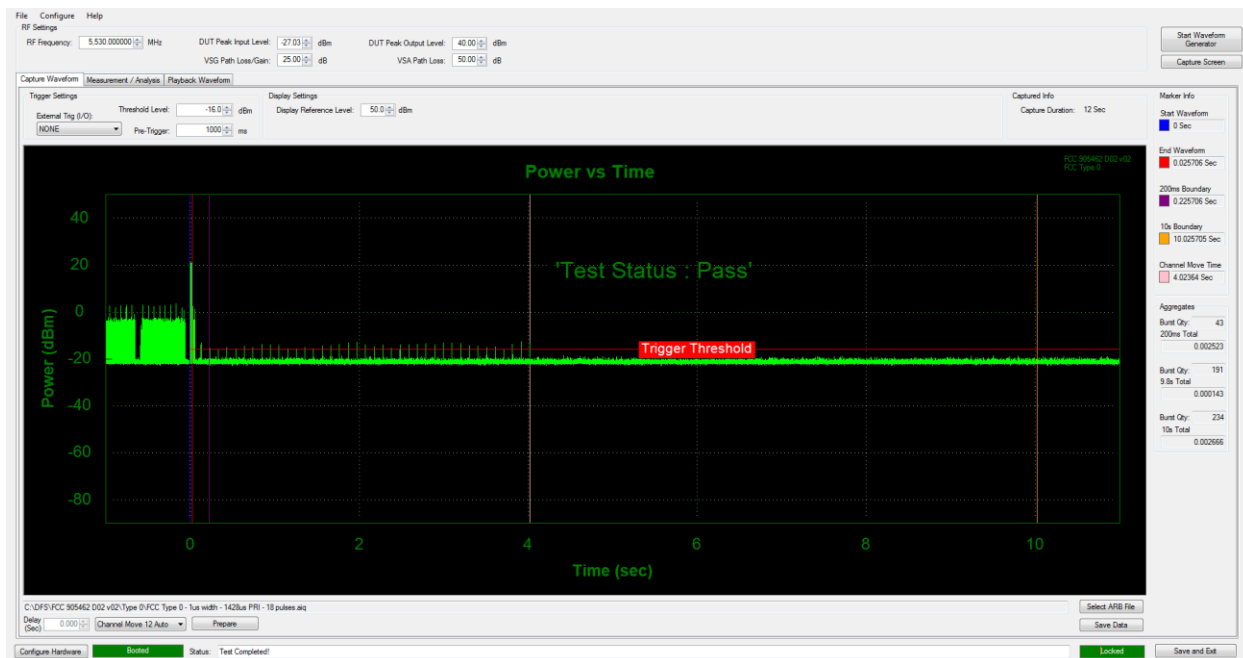 File Configure Help
RF Settings
RF Frequency: 5,530.000000 MHz DUT Peak Input Level: -27.03 dBm DUT Peak Output Level: 40.00 dBm
VSG Path Loss/Gain: 25.00 dB VSA Path Loss: 50.00 dB
Start Waveform Generator
Capture Screen
Capture Waveform Measurement / Analysis Playback Waveform
Trigger Settings
External Trig (I/O): Threshold Level: -16.0 dBm
NONE Pre-Trigger: 1000 ms
Display Settings
Display Reference Level: 50.0 dBm
Captured Info
Capture Duration: 12 Sec
Marker Info
Start Waveform
0 Sec
End Waveform
0.025706 Sec
200ms Boundary
0.225706 Sec
10s Boundary
10.025705 Sec
Channel Move Time
4.02364 Sec
Aggregates
Burst Qty: 43
200ms Total
0.002523
Burst Qty: 191
9.8s Total
0.000143
Burst Qty: 234
10s Total
0.002666
Power vs Time
FCC 905462 D02 v02
FCC Type 0
'Test Status : Pass'
Trigger Threshold
Power (dBm)
40
20
0
-20
-40
-60
-80
0 2 4 6 8 10
Time (sec)
C:\DFS\FCC 905462 D02 v02\Type 0\FCC Type 0 - 1us width - 1428us PRI - 18 pulses.aiq
Select ARB File
Delay (Sec) 0.000 Channel Move 12 Auto Prepare
Save Data
Configure Hardware Booted Status: Test Completed! Locked Save and Exit